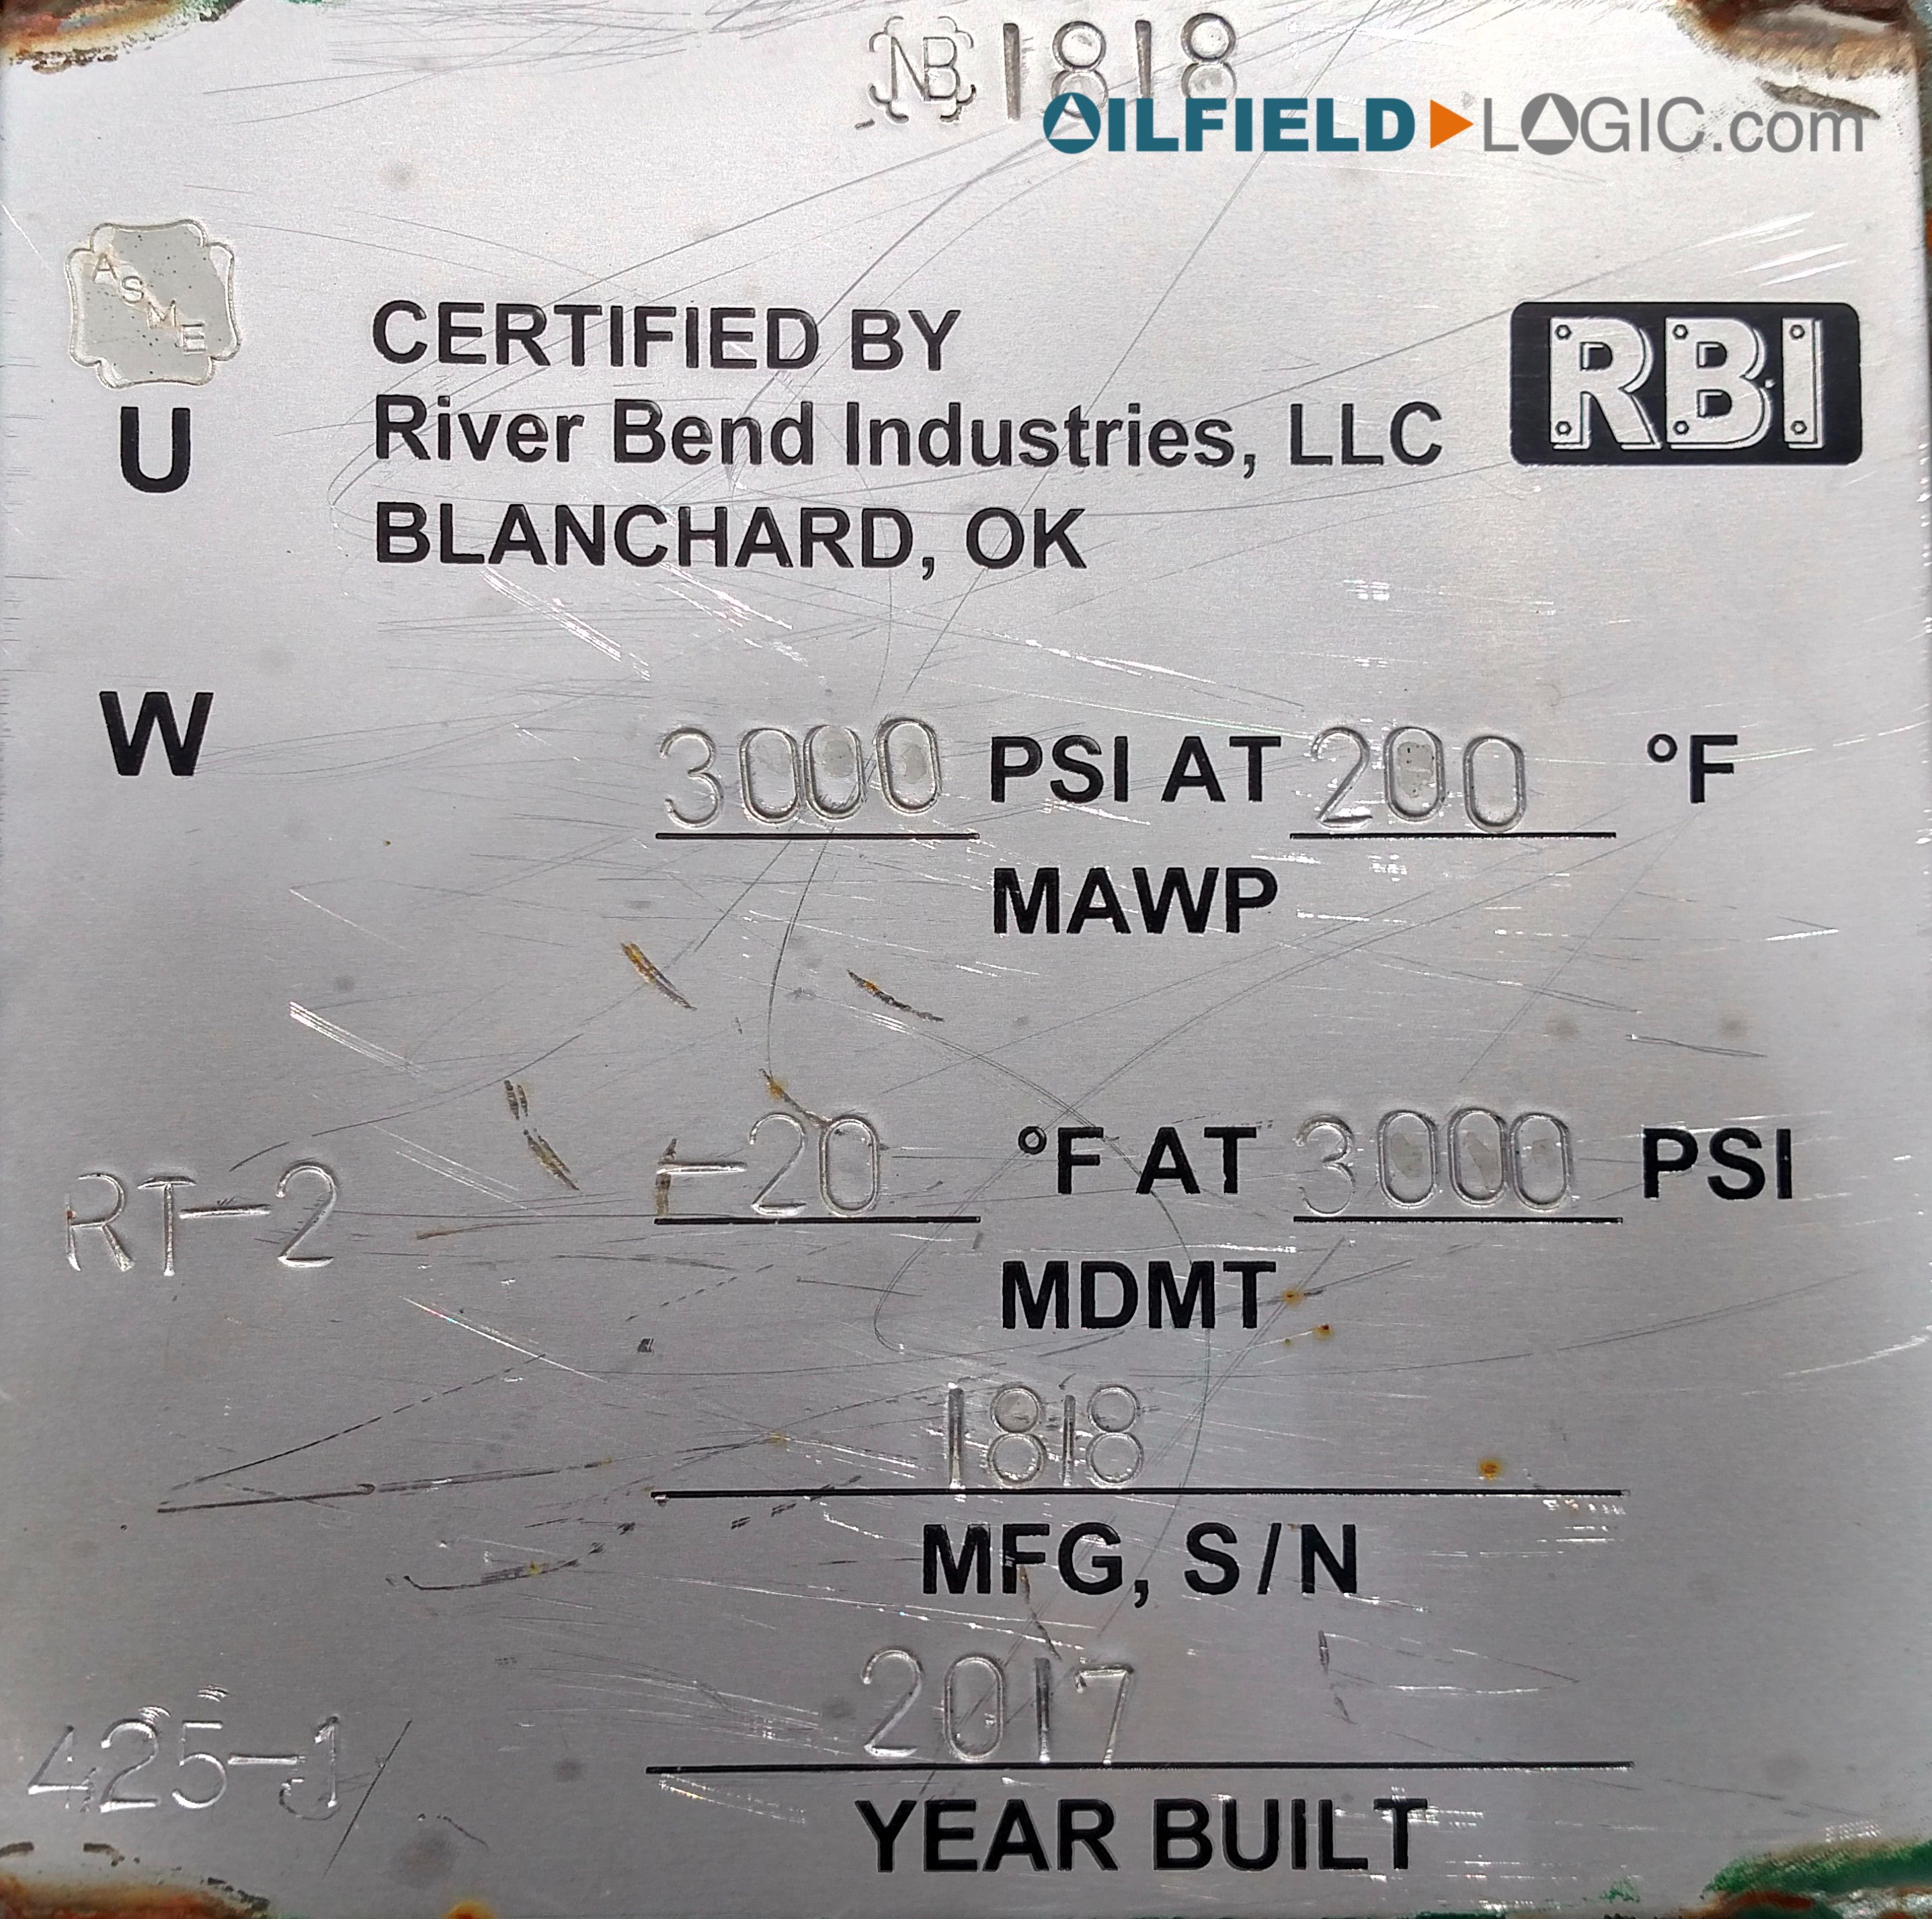 NB 1818
OILFIELD LOGIC.com
ASME
U
CERTIFIED BY
River Bend Industries, LLC
BLANCHARD, OK
RBI
W
3000 PSI AT 200 °F
MAWP
RT-2
-20 °F AT 3000 PSI
MDMT
1818
MFG, S/N
2017
425-J
YEAR BUILT